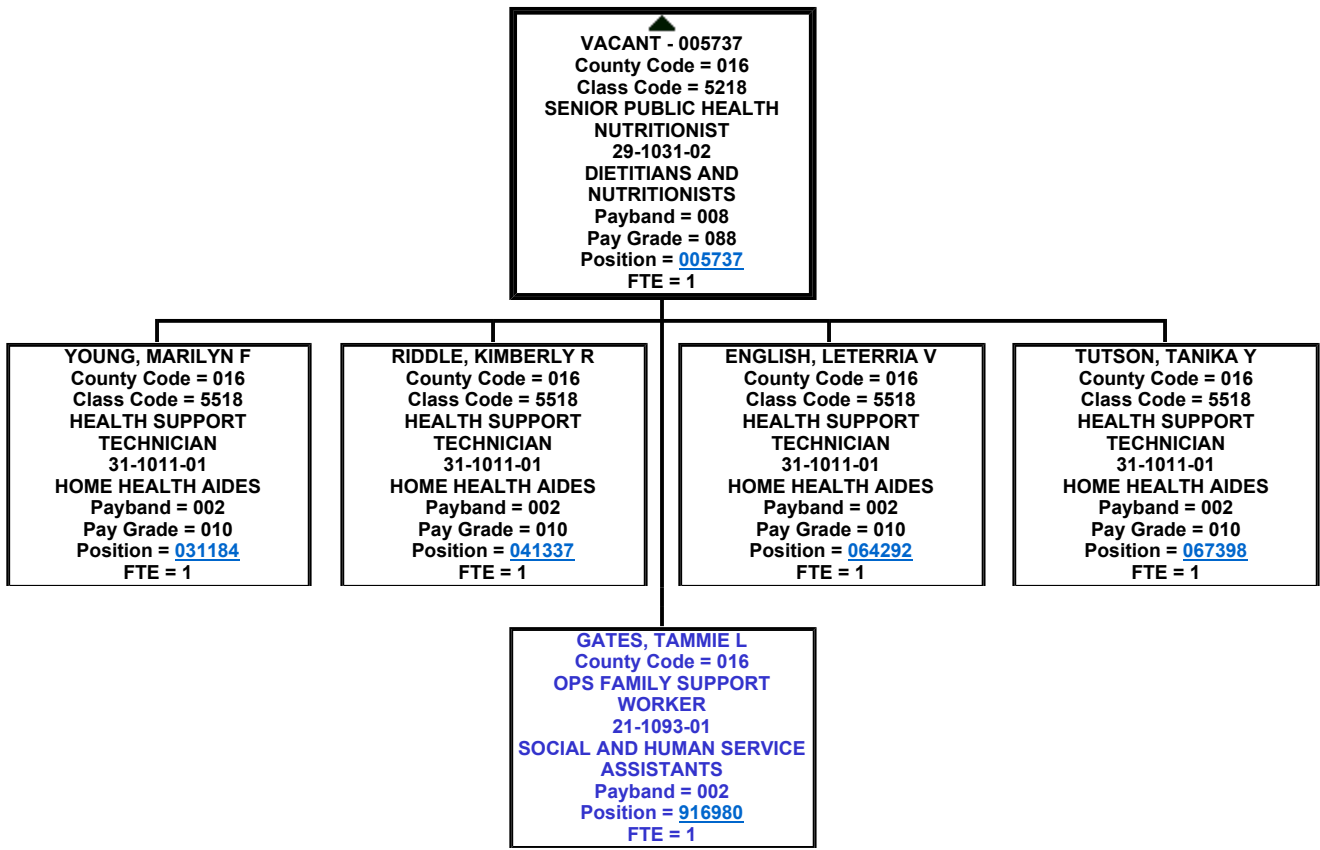 VACANT - 005737
County Code = 016
Class Code = 5218
SENIOR PUBLIC HEALTH
NUTRITIONIST
29-1031-02
DIETITIANS AND
NUTRITIONISTS
Payband = 008
Pay Grade = 088
Position = 005737
FTE = 1
YOUNG, MARILYN F
County Code = 016
Class Code = 5518
HEALTH SUPPORT
TECHNICIAN
31-1011-01
HOME HEALTH AIDES
Payband = 002
Pay Grade = 010
Position = 031184
FTE = 1
RIDDLE, KIMBERLY R
County Code = 016
Class Code = 5518
HEALTH SUPPORT
TECHNICIAN
31-1011-01
HOME HEALTH AIDES
Payband = 002
Pay Grade = 010
Position = 041337
FTE = 1
ENGLISH, LETERRIA V
County Code = 016
Class Code = 5518
HEALTH SUPPORT
TECHNICIAN
31-1011-01
HOME HEALTH AIDES
Payband = 002
Pay Grade = 010
Position = 064292
FTE = 1
TUTSON, TANIKA Y
County Code = 016
Class Code = 5518
HEALTH SUPPORT
TECHNICIAN
31-1011-01
HOME HEALTH AIDES
Payband = 002
Pay Grade = 010
Position = 067398
FTE = 1
GATES, TAMMIE L
County Code = 016
OPS FAMILY SUPPORT
WORKER
21-1093-01
SOCIAL AND HUMAN SERVICE
ASSISTANTS
Payband = 002
Position = 916980
FTE = 1